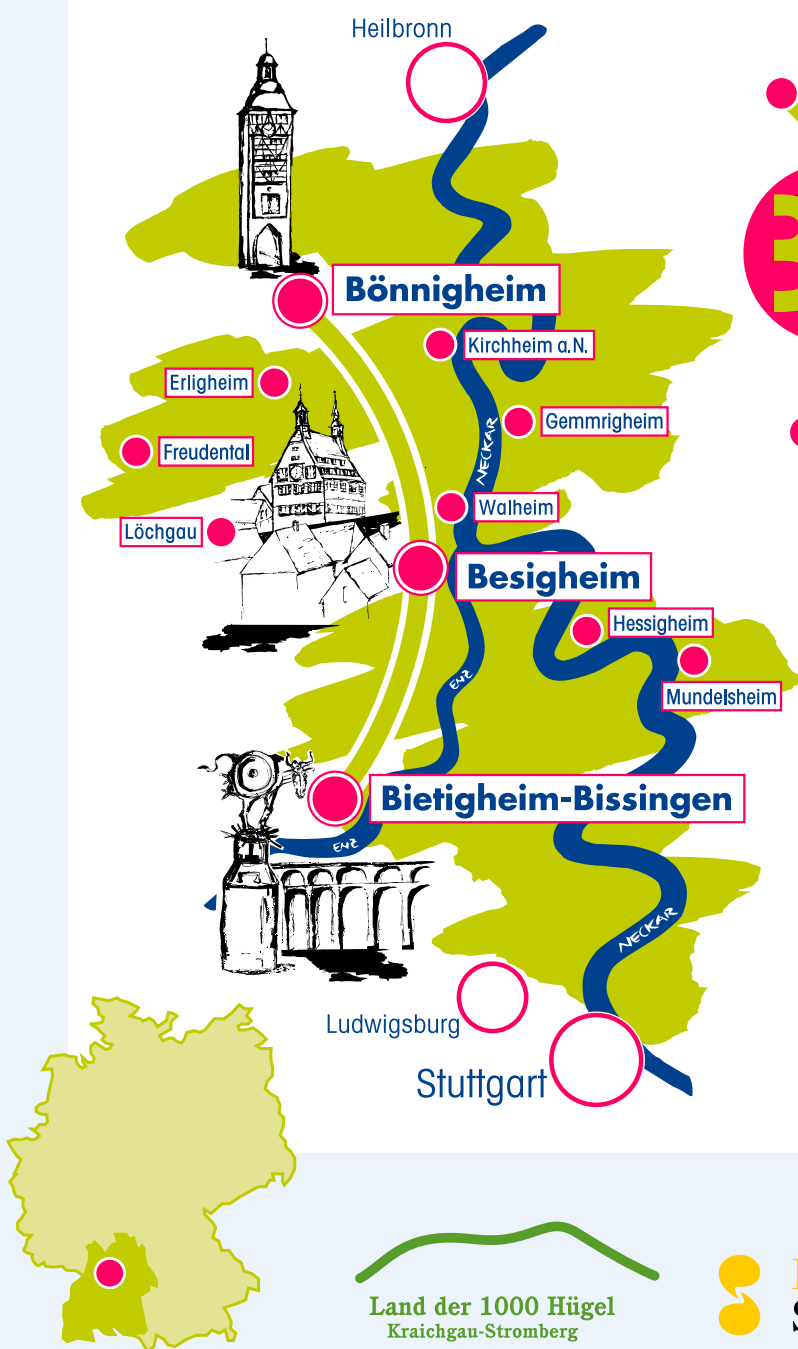 Heilbronn
3
Bönnigheim
Kirchheim a.N.
Erligheim
Gemmrigheim
NECKAR
Freudental
Walheim
Löchgau
Besigheim
Hessigheim
ENZ
Mundelsheim
Bietigheim-Bissingen
ENZ
NECKAR
Ludwigsburg
Stuttgart
Land der 1000 Hügel
Kraichgau-Stromberg